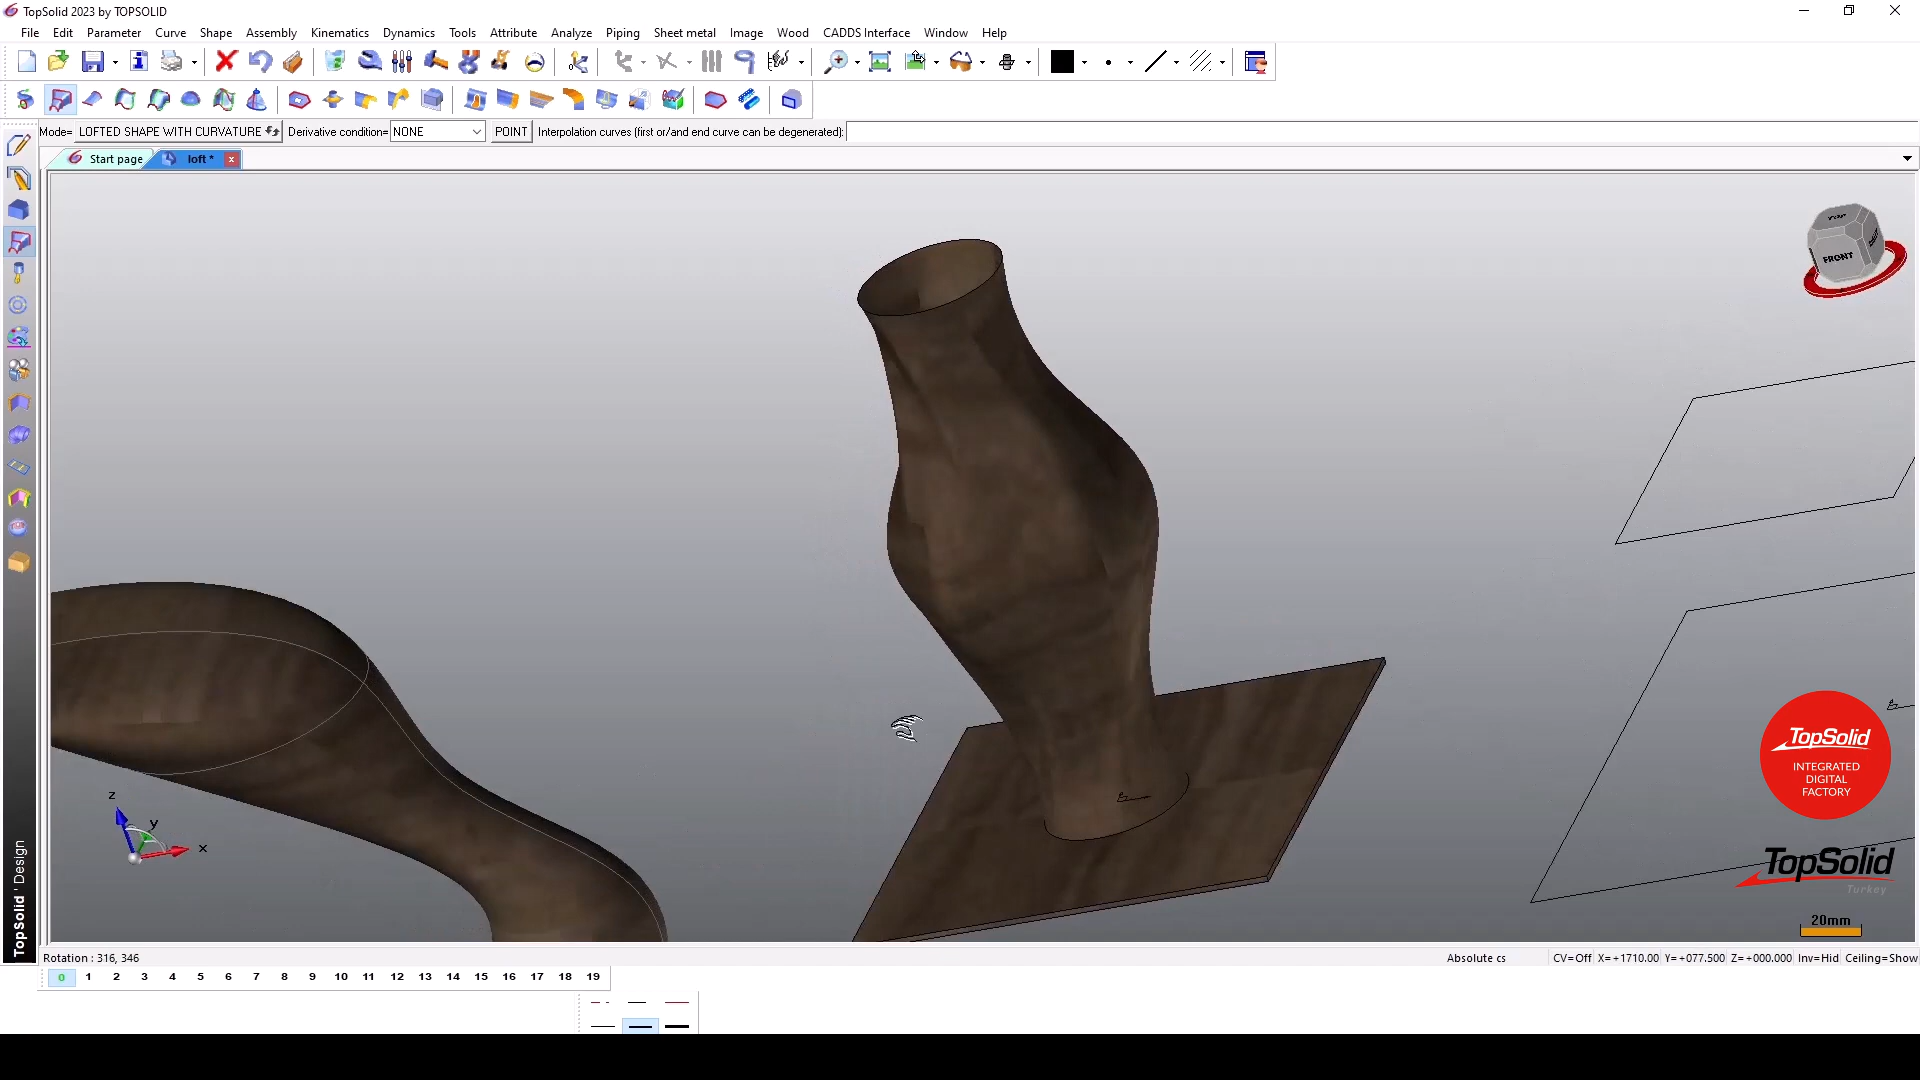 TopSolid 2023 by TOPSOLID
File Edit Parameter Curve Shape Assembly Kinematics Dynamics Tools Attribute Analyze Piping Sheet metal Image Wood CADDS Interface Window Help
Mode= LOFTED SHAPE WITH CURVATURE Derivative condition= NONE POINT Interpolation curves (first or/and end curve can be degenerated):
Start page loft * x
TOP
FRONT
TopSolid
INTEGRATED
DIGITAL
FACTORY
z
y
x
TopSolid
Turkey
20mm
TopSolid ' Design
Rotation : 316, 346 Absolute cs CV=Off X=+1710.00 Y=+077.500 Z=+000.000 Inv=Hid Ceiling=Show
0 1 2 3 4 5 6 7 8 9 10 11 12 13 14 15 16 17 18 19